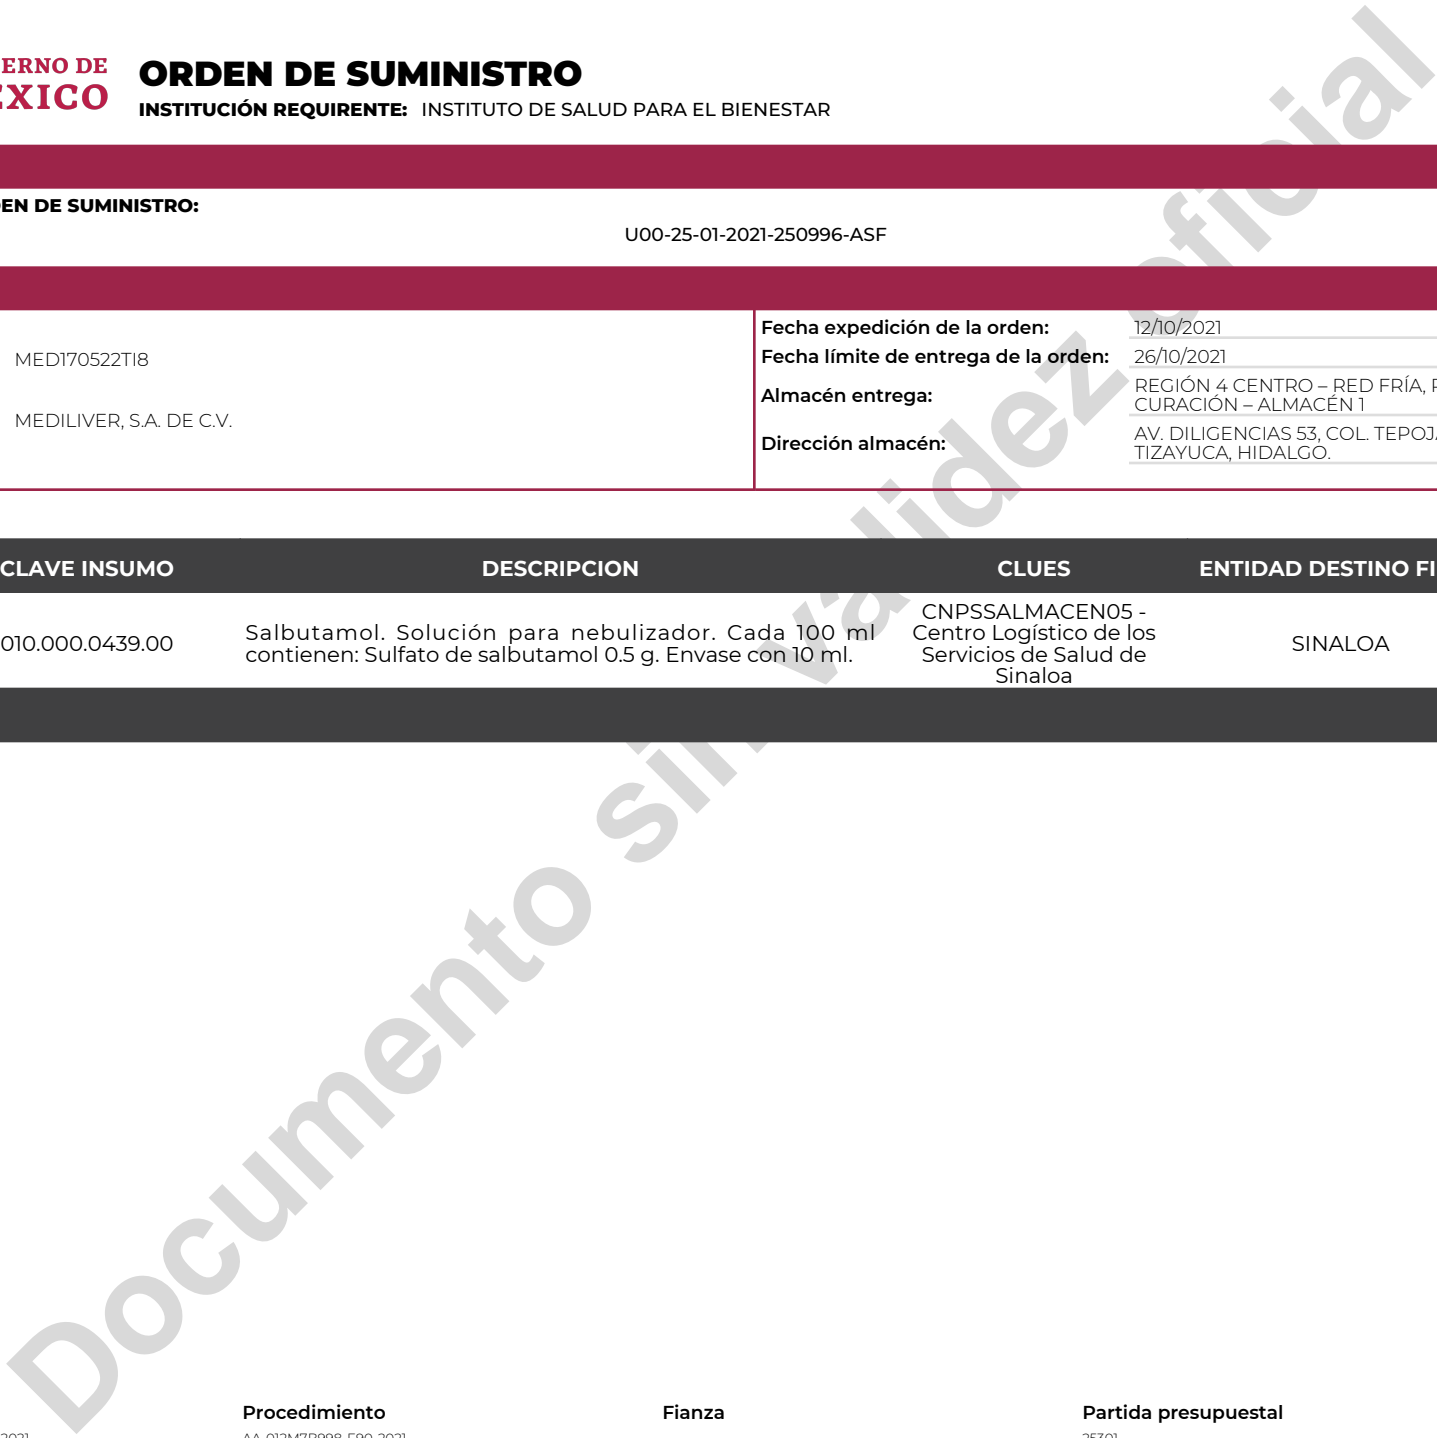 ERNO DE
ORDEN DE SUMINISTRO
INSTITUCIÓN REQUIRENTE: INSTITUTO DE SALUD PARA EL BIENESTAR
EN DE SUMINISTRO:
U00-25-01-2021-250996-ASF
MED170522TI8
MEDILIVER, S.A. DE C.V.
Fecha expedición de la orden: 12/10/2021
Fecha límite de entrega de la orden: 26/10/2021
Almacén entrega: REGIÓN 4 CENTRO – RED FRÍA,
CURACIÓN – ALMACÉN 1
Dirección almacén: AV. DILIGENCIAS 53, COL. TEPOJ
TIZAYUCA, HIDALGO.
CLAVE INSUMO DESCRIPCION CLUES ENTIDAD DESTINO FI
010.000.0439.00
Salbutamol. Solución para nebulizador. Cada 100 ml
contienen: Sulfato de salbutamol 0.5 g. Envase con 10 ml.
CNPSSALMACEN05 -
Centro Logístico de los
Servicios de Salud de
Sinaloa
SINALOA
Documento sin validez oficial
Procedimiento Fianza Partida presupuestal